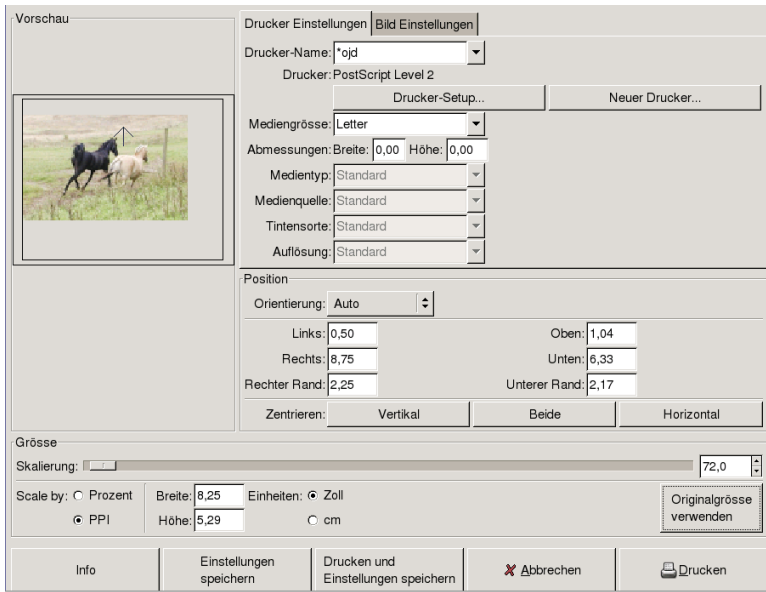 Vorschau
Drucker Einstellungen Bild Einstellungen
Drucker-Name: *ojd
Drucker: PostScript Level 2
Drucker-Setup... Neuer Drucker...
Mediengrösse: Letter
Abmessungen: Breite: 0,00 Höhe: 0,00
Medientyp: Standard
Medienquelle: Standard
Tintensorte: Standard
Auflösung: Standard
Position
Orientierung: Auto
Links: 0,50 Oben: 1,04
Rechts: 8,75 Unten: 6,33
Rechter Rand: 2,25 Unterer Rand: 2,17
Zentrieren: Vertikal Beide Horizontal
Grösse
Skalierung: 72,0
Scale by: Prozent Breite: 8,25 Einheiten: Zoll
PPI Höhe: 5,29 cm
Originalgrösse
verwenden
Info
Einstellungen
speichern
Drucken und
Einstellungen speichern
Abbrechen
Drucken